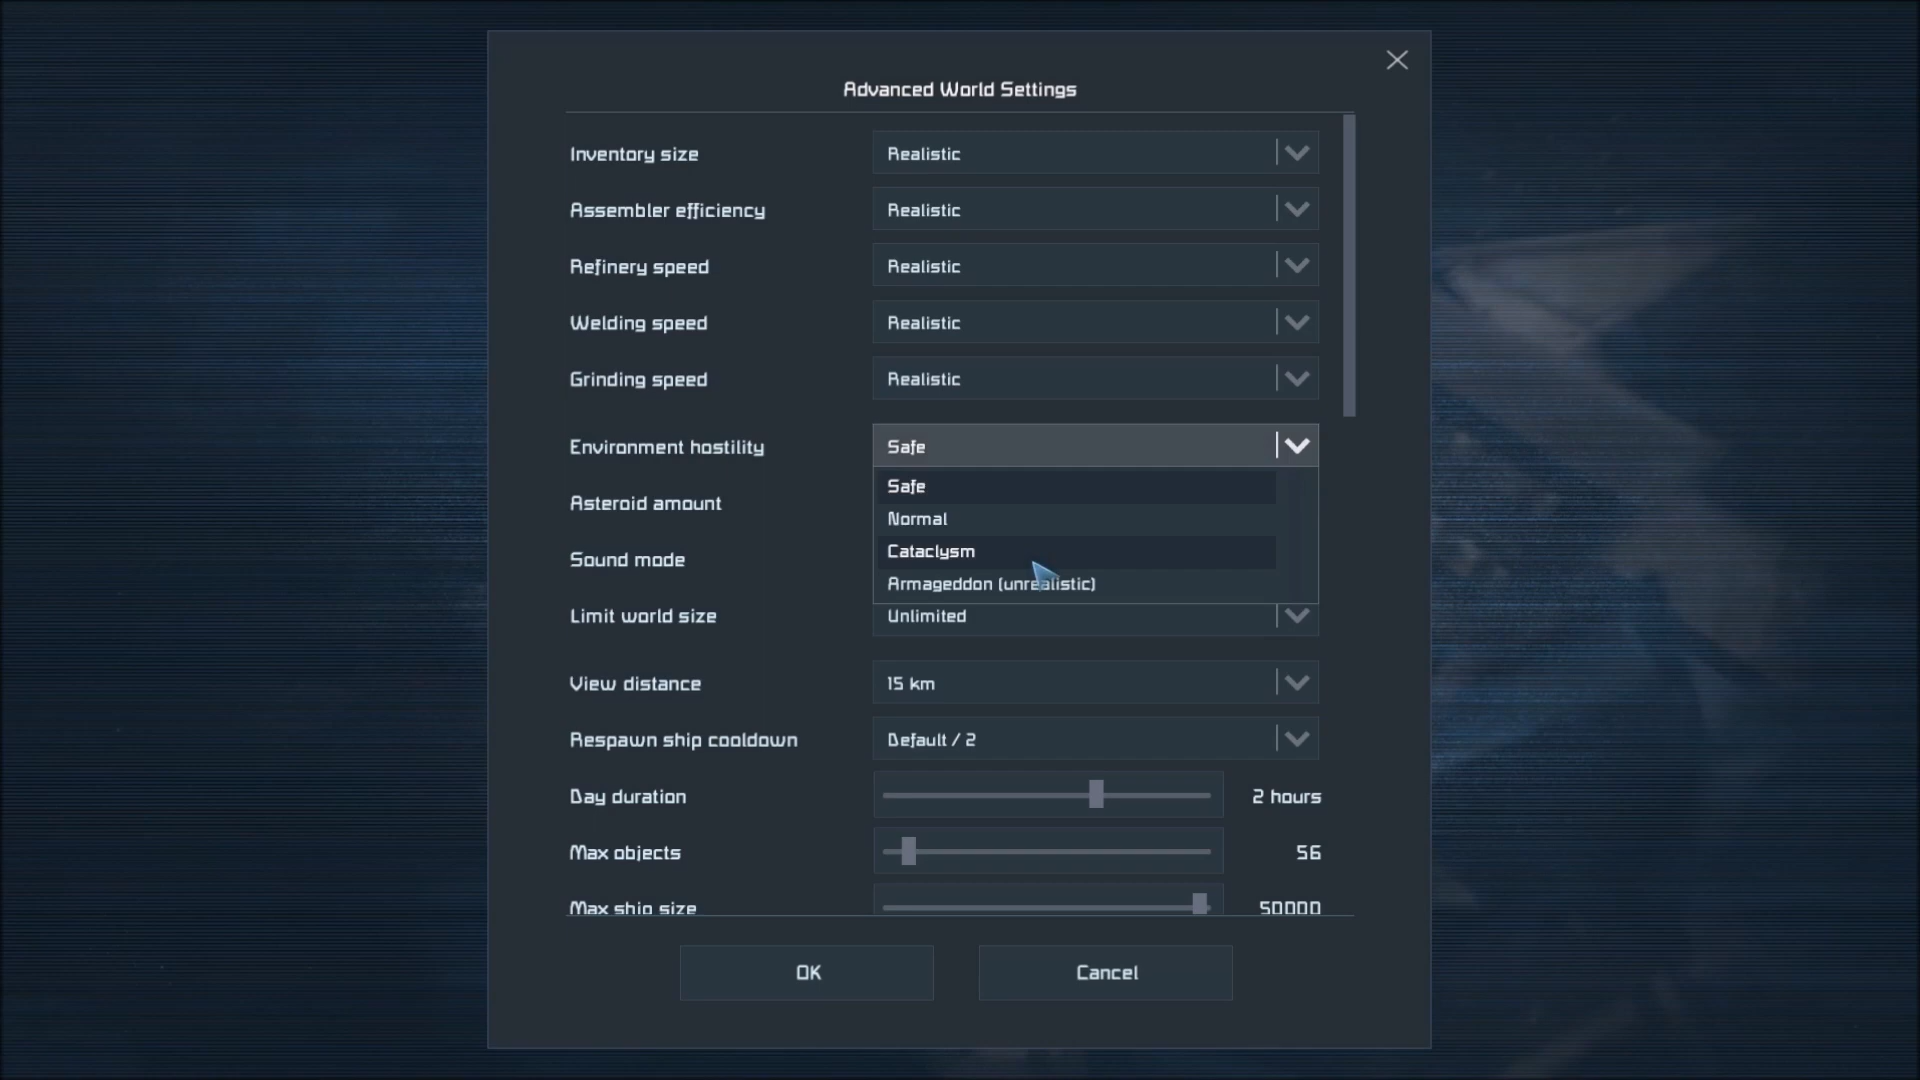 Advanced World Settings
Inventory size Realistic
Assembler efficiency Realistic
Refinery speed Realistic
Welding speed Realistic
Grinding speed Realistic
Environment hostility Safe
Safe
Asteroid amount
Normal
Cataclysm
Sound mode
Armageddon (unrealistic)
Limit world size Unlimited
View distance 15 km
Respawn ship cooldown Default / 2
Day duration 2 hours
Max objects 56
Max ship size 50000
OK Cancel